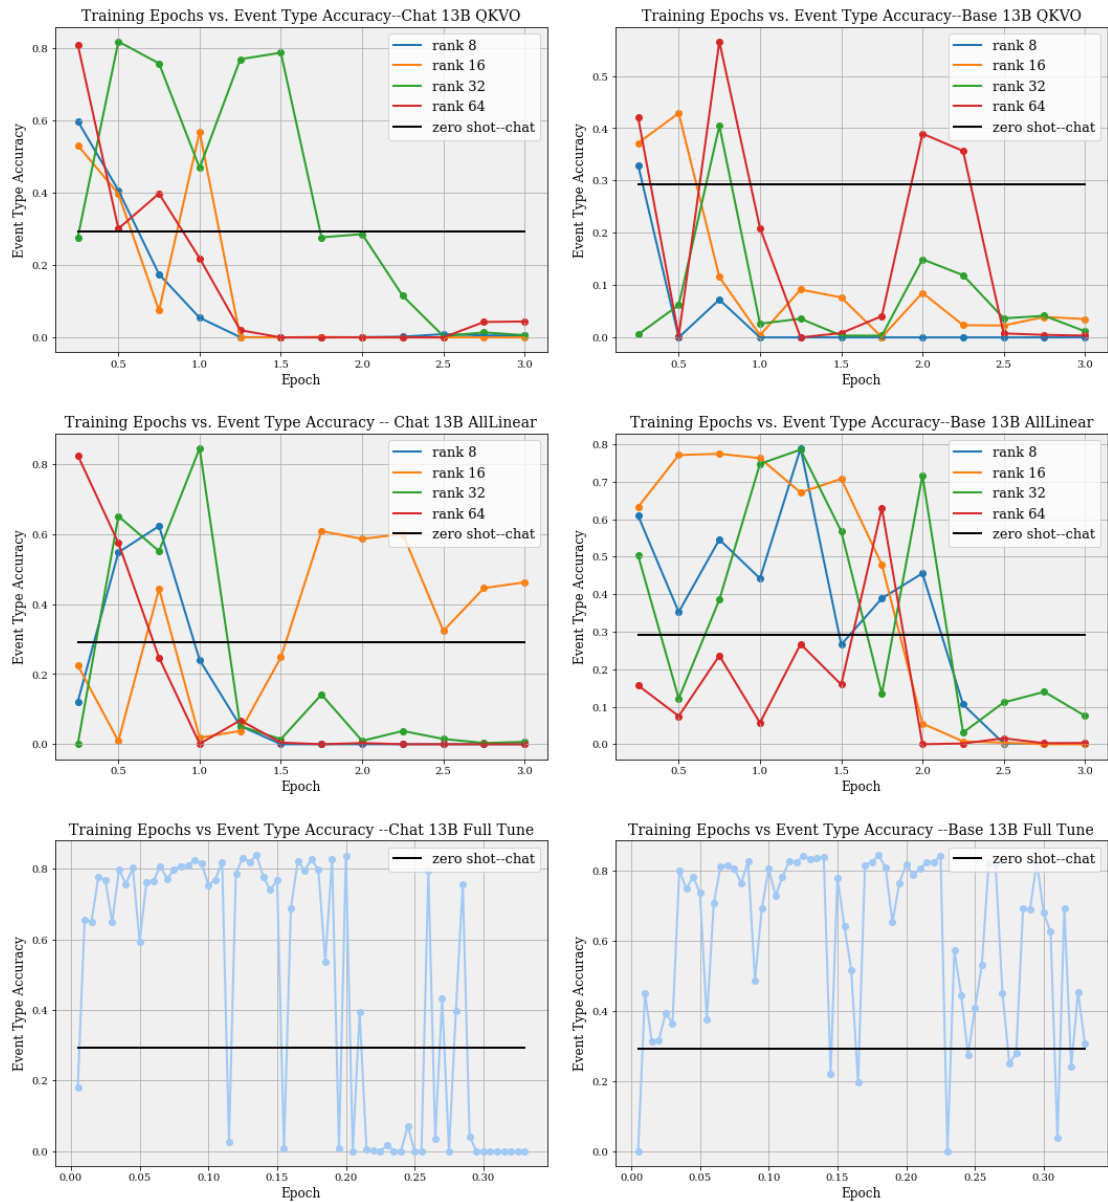 Training Epochs vs. Event Type Accuracy--Chat 13B QKVO
0.8
0.6
0.4
0.2
0.0
Event Type Accuracy
rank 8
rank 16
rank 32
rank 64
zero shot--chat
0.5 1.0 1.5 2.0 2.5 3.0
Epoch
Training Epochs vs. Event Type Accuracy--Base 13B QKVO
0.5
0.4
0.3
0.2
0.1
0.0
Event Type Accuracy
rank 8
rank 16
rank 32
rank 64
zero shot--chat
0.5 1.0 1.5 2.0 2.5 3.0
Epoch
Training Epochs vs. Event Type Accuracy -- Chat 13B AllLinear
0.8
0.6
0.4
0.2
0.0
Event Type Accuracy
rank 8
rank 16
rank 32
rank 64
zero shot--chat
0.5 1.0 1.5 2.0 2.5 3.0
Epoch
Training Epochs vs. Event Type Accuracy--Base 13B AllLinear
0.8
0.7
0.6
0.5
0.4
0.3
0.2
0.1
0.0
Event Type Accuracy
rank 8
rank 16
rank 32
rank 64
zero shot--chat
0.5 1.0 1.5 2.0 2.5 3.0
Epoch
Training Epochs vs Event Type Accuracy --Chat 13B Full Tune
0.8
0.6
0.4
0.2
0.0
Event Type Accuracy
zero shot--chat
0.00 0.05 0.10 0.15 0.20 0.25 0.30
Epoch
Training Epochs vs Event Type Accuracy --Base 13B Full Tune
0.8
0.6
0.4
0.2
0.0
Event Type Accuracy
zero shot--chat
0.00 0.05 0.10 0.15 0.20 0.25 0.30
Epoch